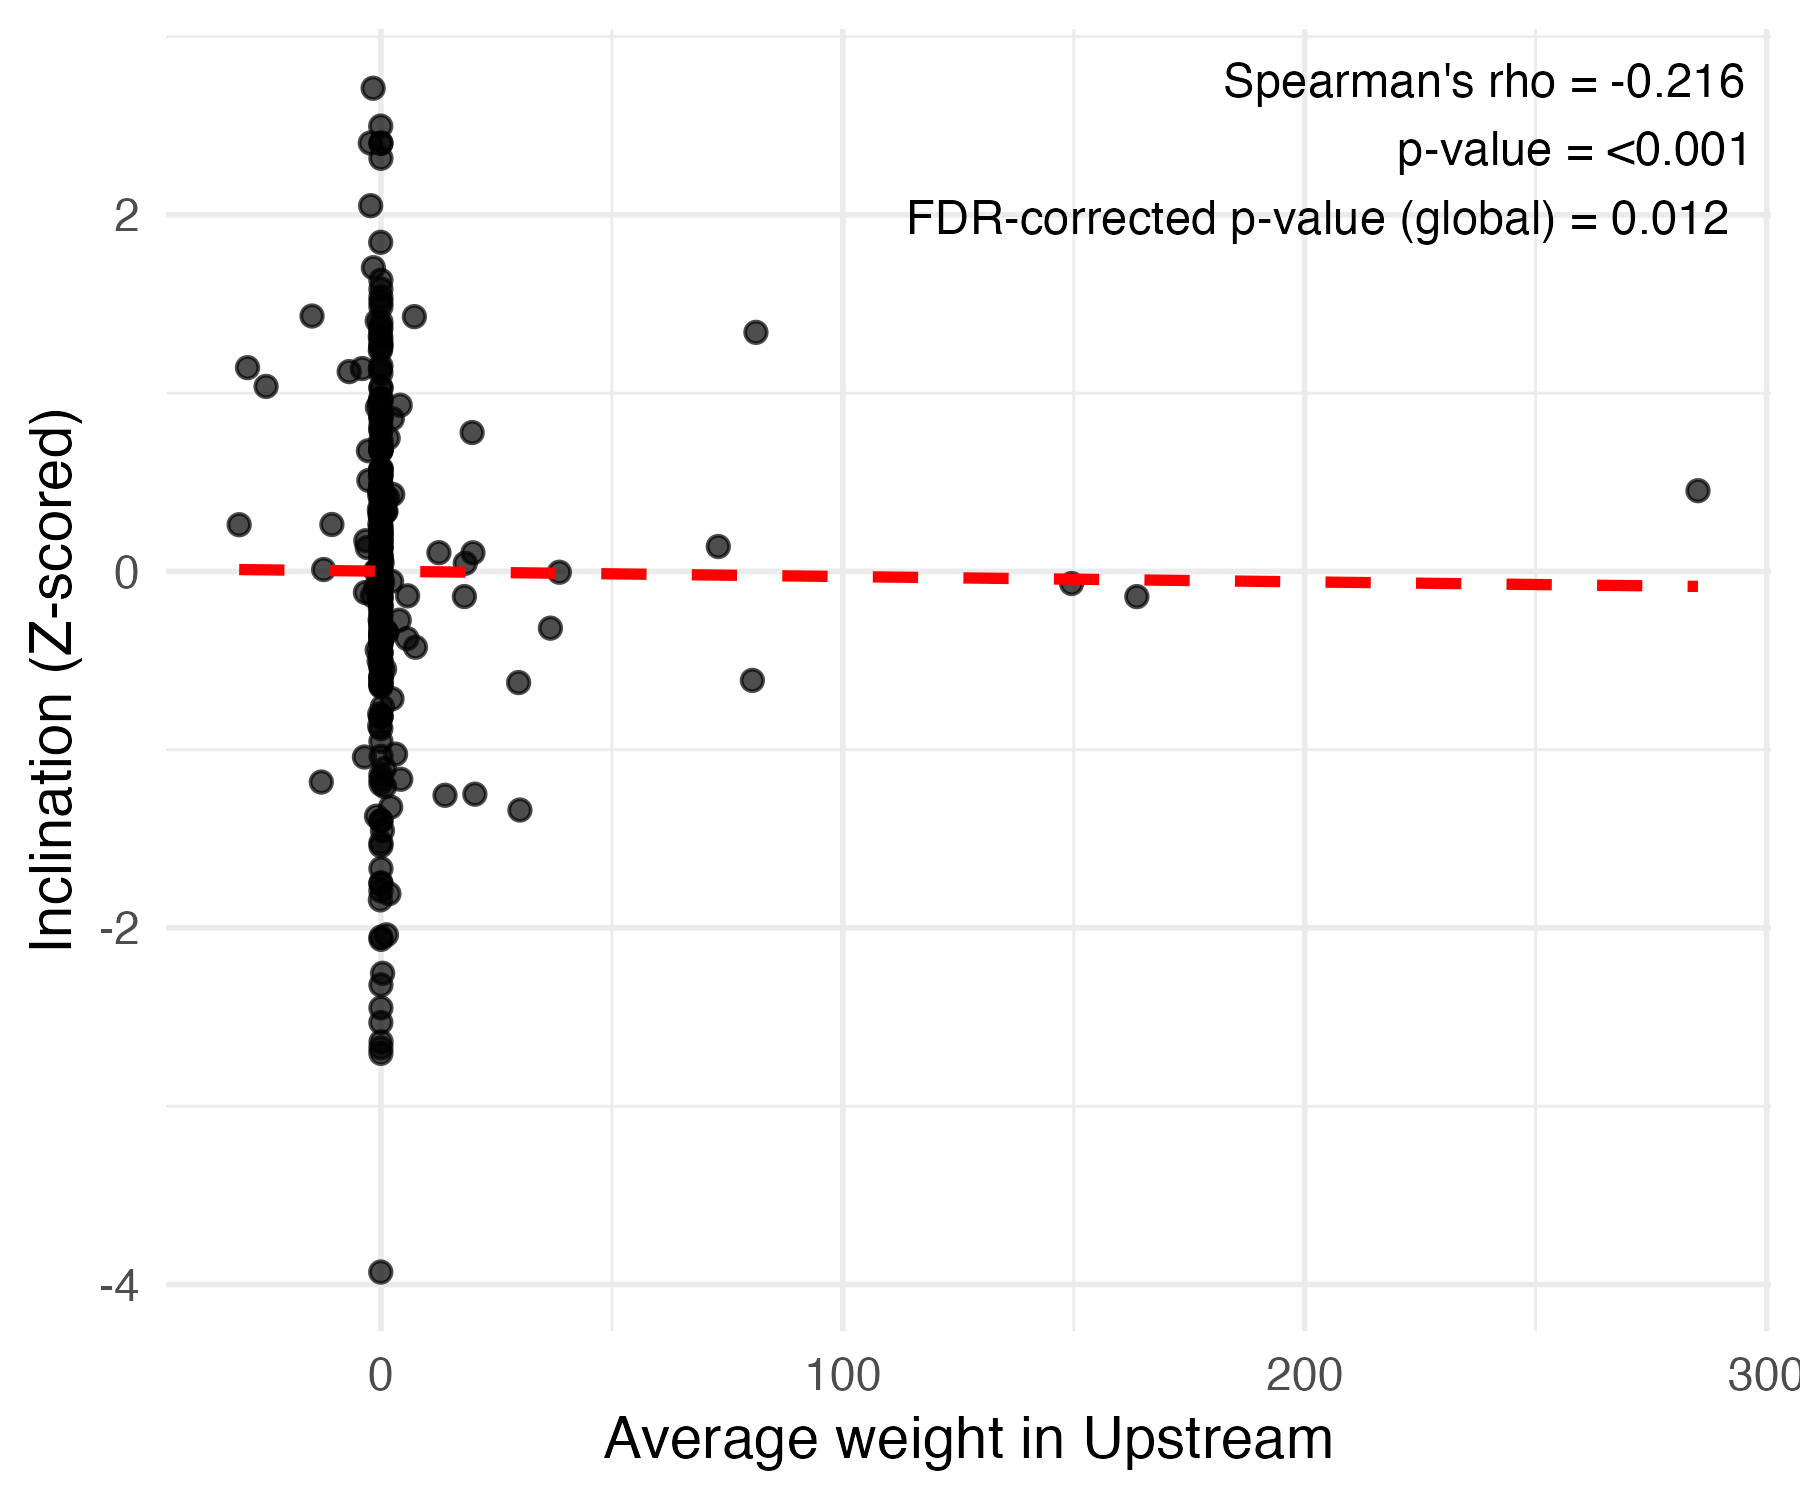 Spearman's rho = -0.216
p-value = <0.001
FDR-corrected p-value (global) = 0.012
2
0
-2
-4
Inclination (Z-scored)
0 100 200 300
Average weight in Upstream